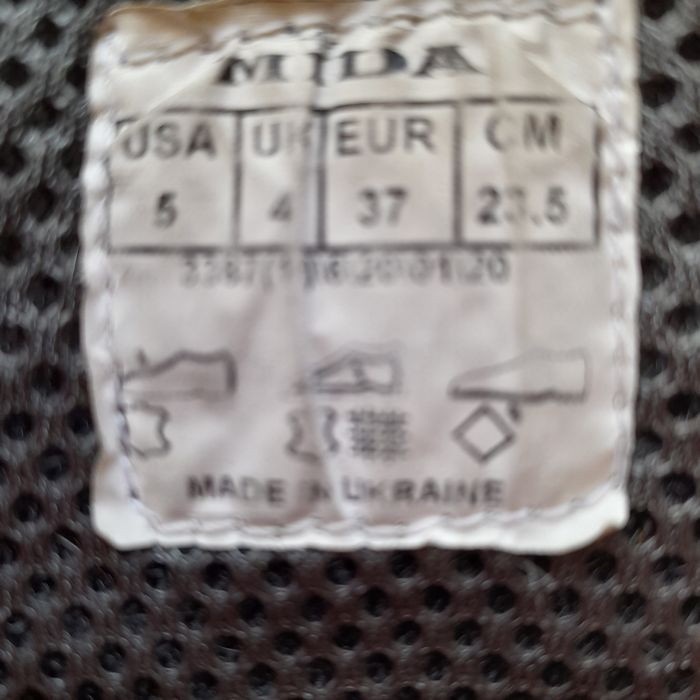 MIDA
USA UK EUR CM
5 4 37 23.5
MADE IN UKRAINE